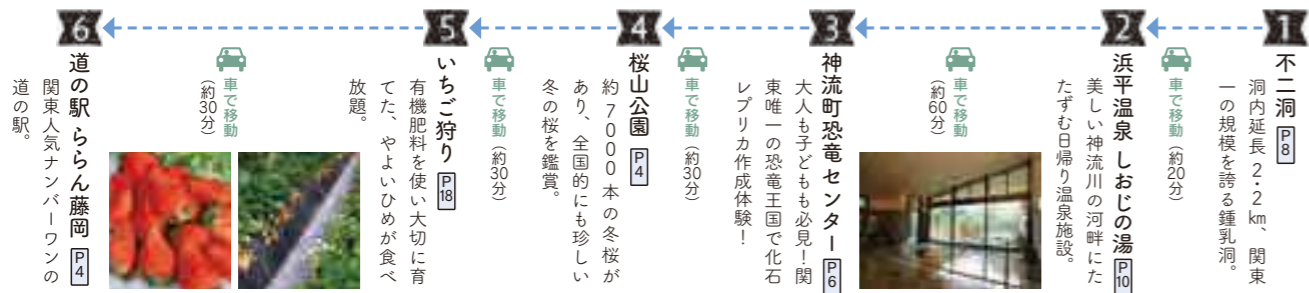 1
不二洞 P8
洞内延長2・2㎞、関東
一の規模を誇る鍾乳洞。
車で移動(約20分)
2
浜平温泉 しおじの湯 P10
美しい神流川の河畔にた
たずむ日帰り温泉施設。
車で移動
(約60分)
3
神流町恐竜センター P6
大人も子どもも必見！関
東唯一の恐竜王国で化石
レプリカ作成体験！
車で移動(約30分)
4
桜山公園 P4
約7000本の冬桜が
あり、全国的にも珍しい
冬の桜を鑑賞。
車で移動(約30分)
5
いちご狩り P18
有機肥料を使い大切に育
てた、やよいひめが食べ
放題。
車で移動
(約30分)
6
道の駅 ららん藤岡 P4
関東人気ナンバーワンの
道の駅。